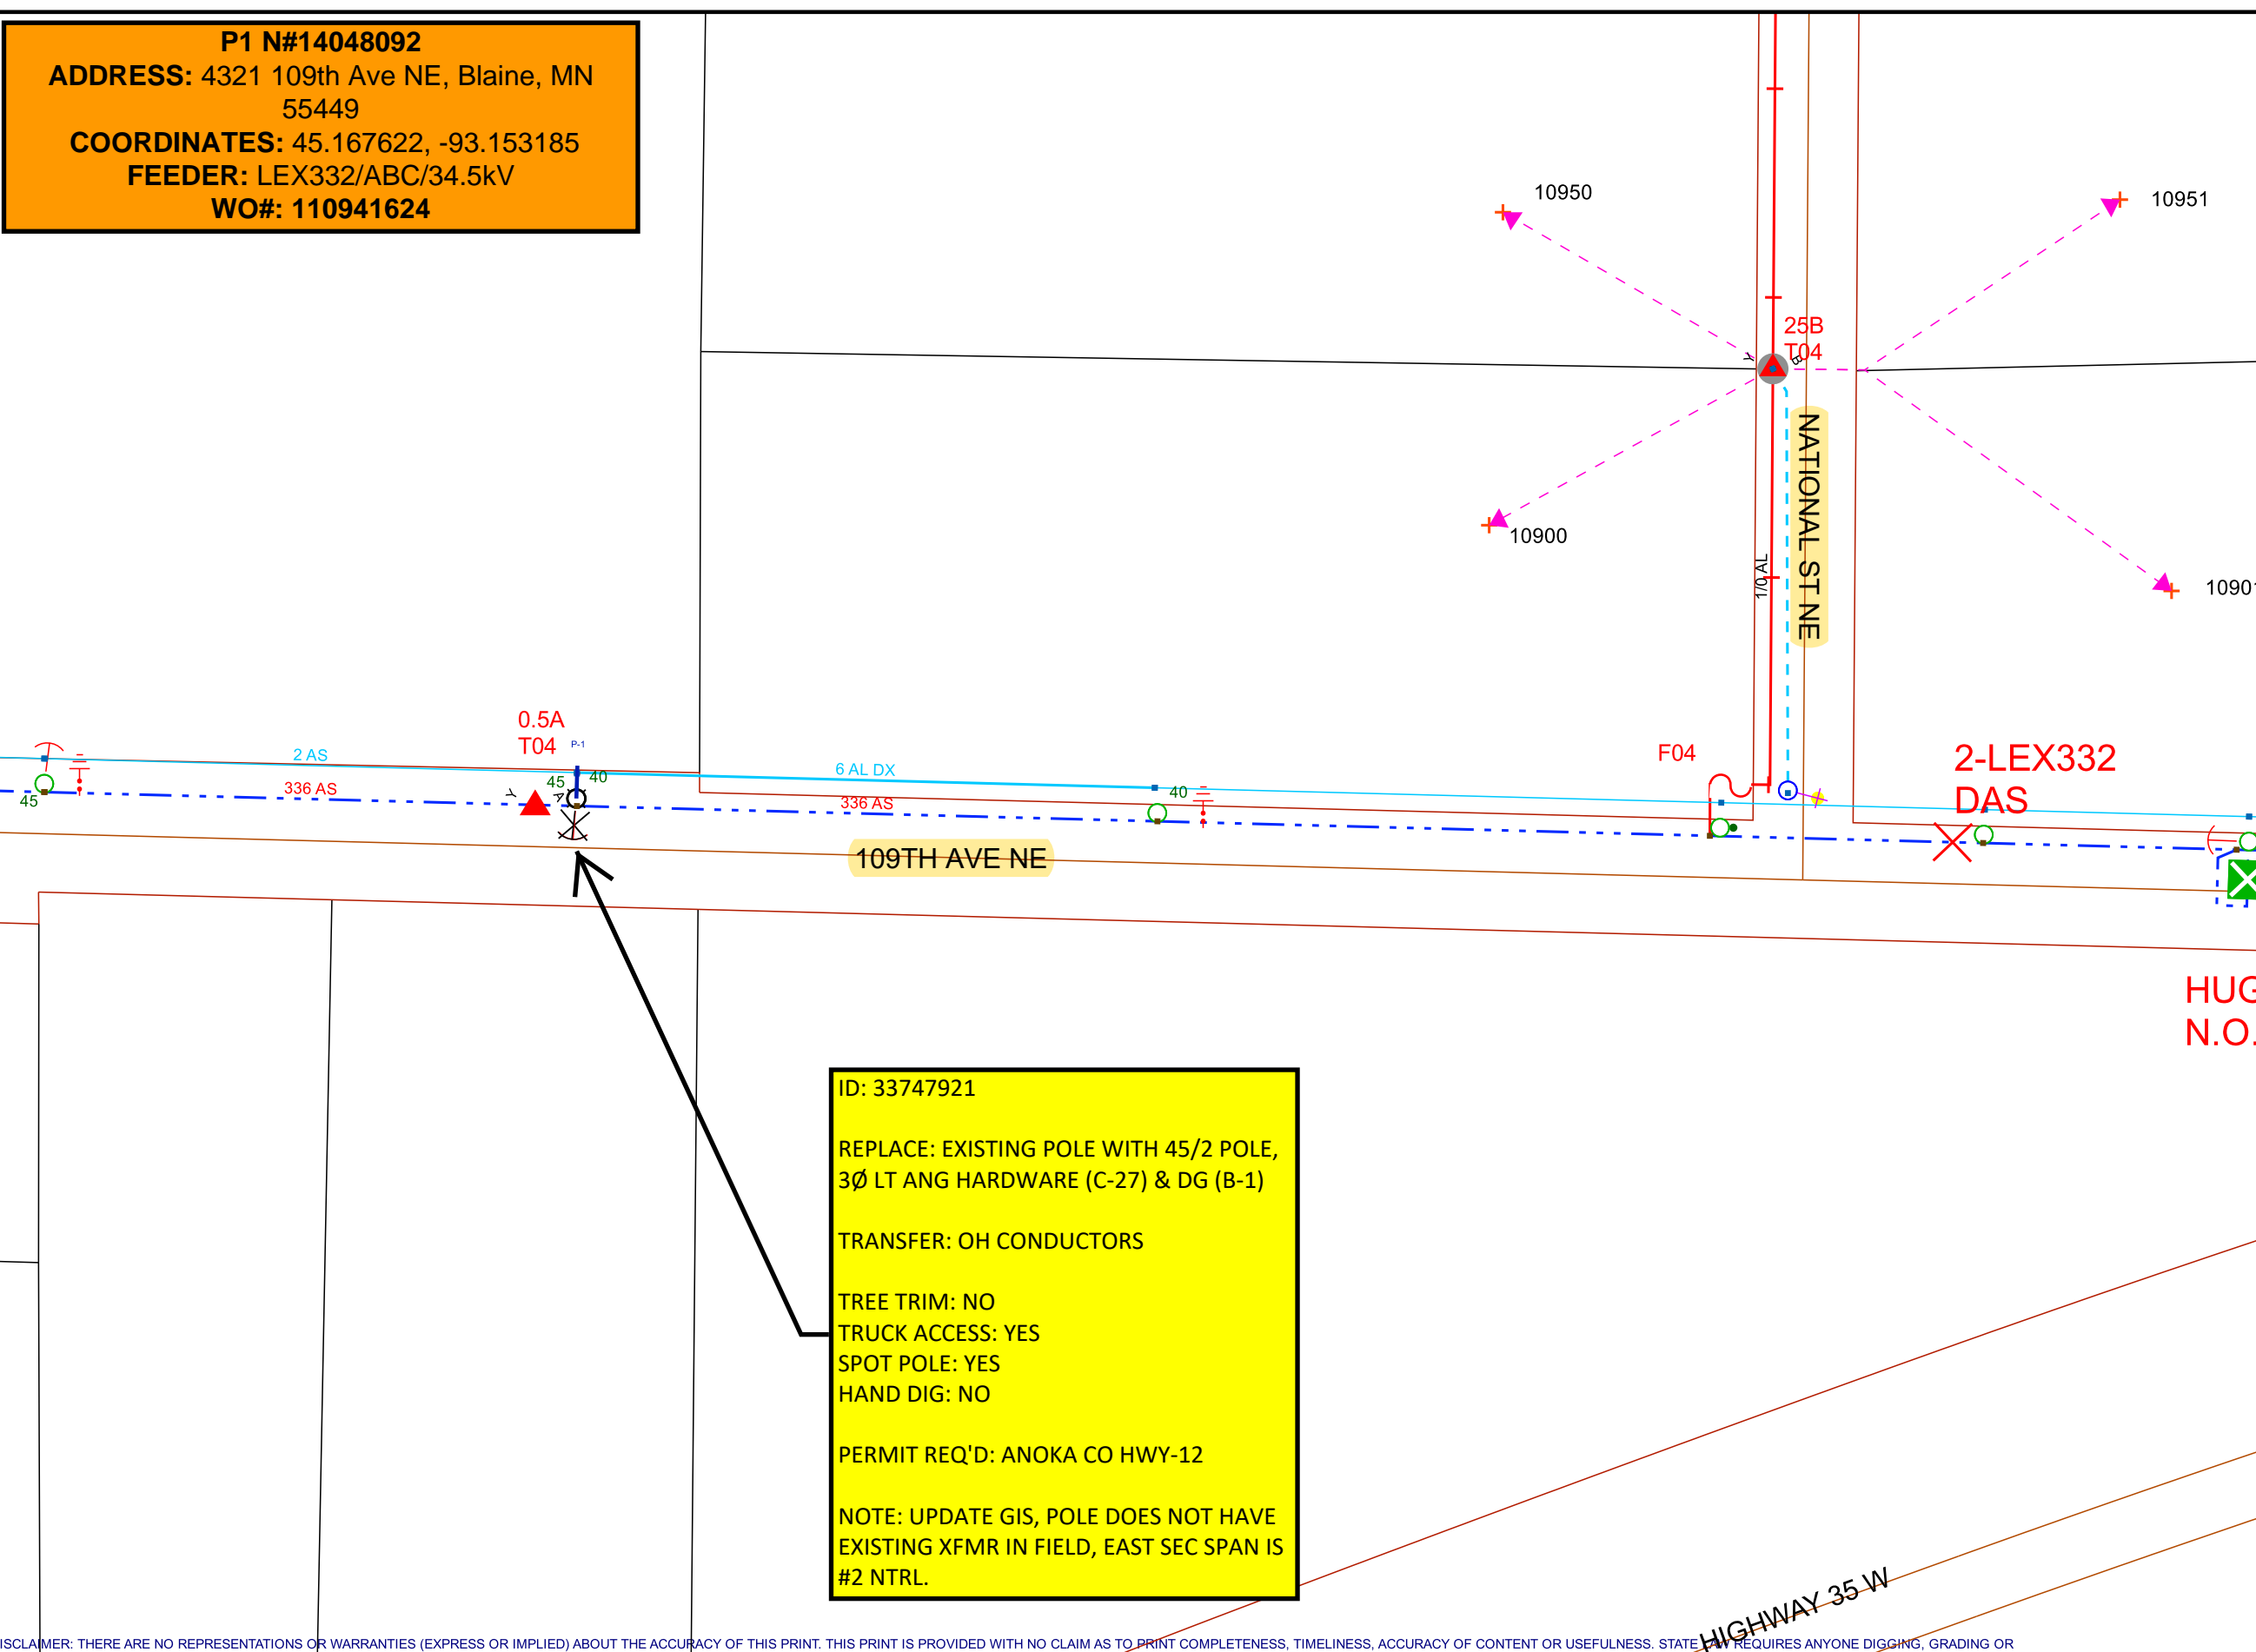 P1 N#14048092
ADDRESS: 4321 109th Ave NE, Blaine, MN
55449
COORDINATES: 45.167622, -93.153185
FEEDER: LEX332/ABC/34.5kV
WO#: 110941624
10950
10951
25B
T04
Y
B
NATIONAL ST NE
10900
1/0 AL
10901
0.5A
T04
P-1
2 AS
45
40
6 AL DX
F04
2-LEX332
DAS
45
336 AS
Y
A
336 AS
40
109TH AVE NE
HUG
N.O.
ID: 33747921
REPLACE: EXISTING POLE WITH 45/2 POLE,
3Ø LT ANG HARDWARE (C-27) & DG (B-1)
TRANSFER: OH CONDUCTORS
TREE TRIM: NO
TRUCK ACCESS: YES
SPOT POLE: YES
HAND DIG: NO
PERMIT REQ'D: ANOKA CO HWY-12
NOTE: UPDATE GIS, POLE DOES NOT HAVE
EXISTING XFMR IN FIELD, EAST SEC SPAN IS
#2 NTRL.
HIGHWAY 35 W
ISCLAIMER: THERE ARE NO REPRESENTATIONS OR WARRANTIES (EXPRESS OR IMPLIED) ABOUT THE ACCURACY OF THIS PRINT. THIS PRINT IS PROVIDED WITH NO CLAIM AS TO PRINT COMPLETENESS, TIMELINESS, ACCURACY OF CONTENT OR USEFULNESS. STATE LAW REQUIRES ANYONE DIGGING, GRADING OR